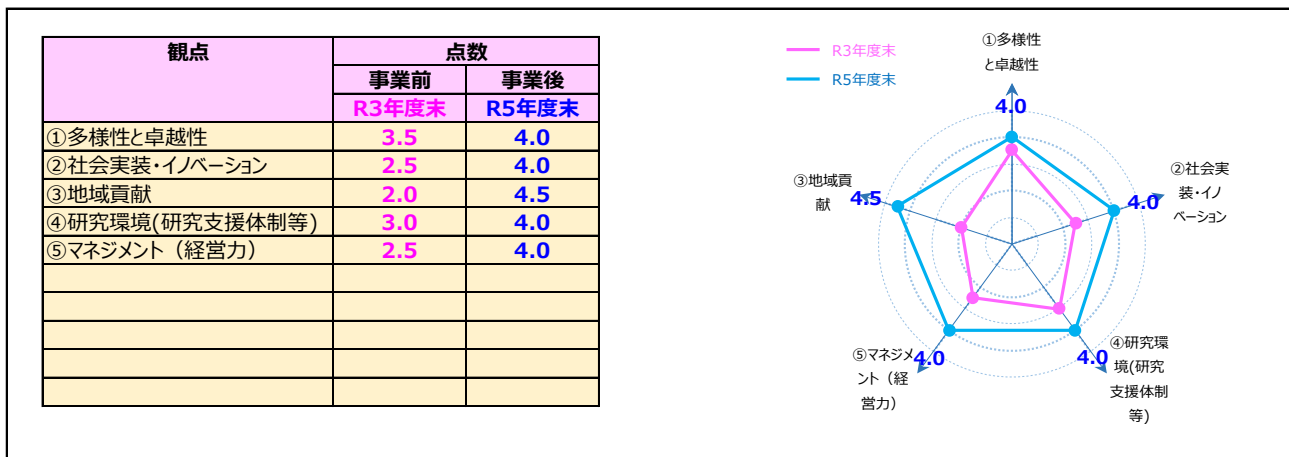 観点 点数
事業前 事業後
R3年度末 R5年度末
①多様性と卓越性 3.5 4.0
②社会実装・イノベーション 2.5 4.0
③地域貢献 2.0 4.5
④研究環境(研究支援体制等) 3.0 4.0
⑤マネジメント（経営力） 2.5 4.0
R3年度末
R5年度末
①多様性
と卓越性
4.0
②社会実
装・イノ
ベーション
4.0
④研究環
境(研究
支援体制
等)
4.0
⑤マネジメ
ント（経
営力）
4.0
③地域貢
献
4.5